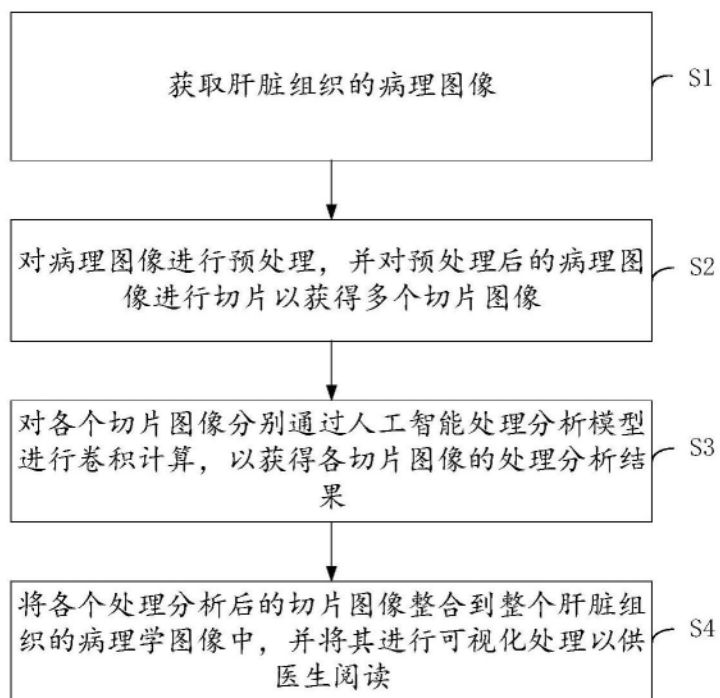 获取肝脏组织的病理图像
S1
对病理图像进行预处理，并对预处理后的病理图
像进行切片以获得多个切片图像
S2
对各个切片图像分别通过人工智能处理分析模型
进行卷积计算，以获得各切片图像的处理分析结
果
S3
将各个处理分析后的切片图像整合到整个肝脏组
织的病理学图像中，并将其进行可视化处理以供
医生阅读
S4